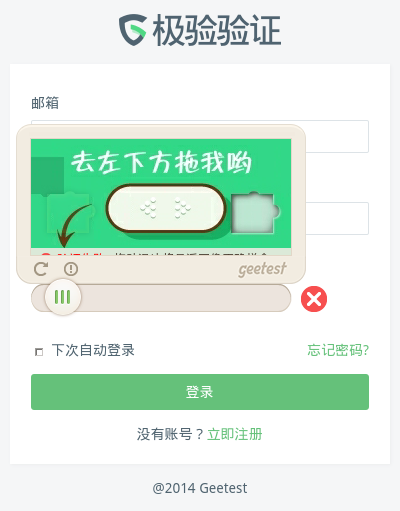 极验验证
邮箱
去左下方拖我哟
geetest
下次自动登录
忘记密码?
登录
没有账号？立即注册
@2014 Geetest